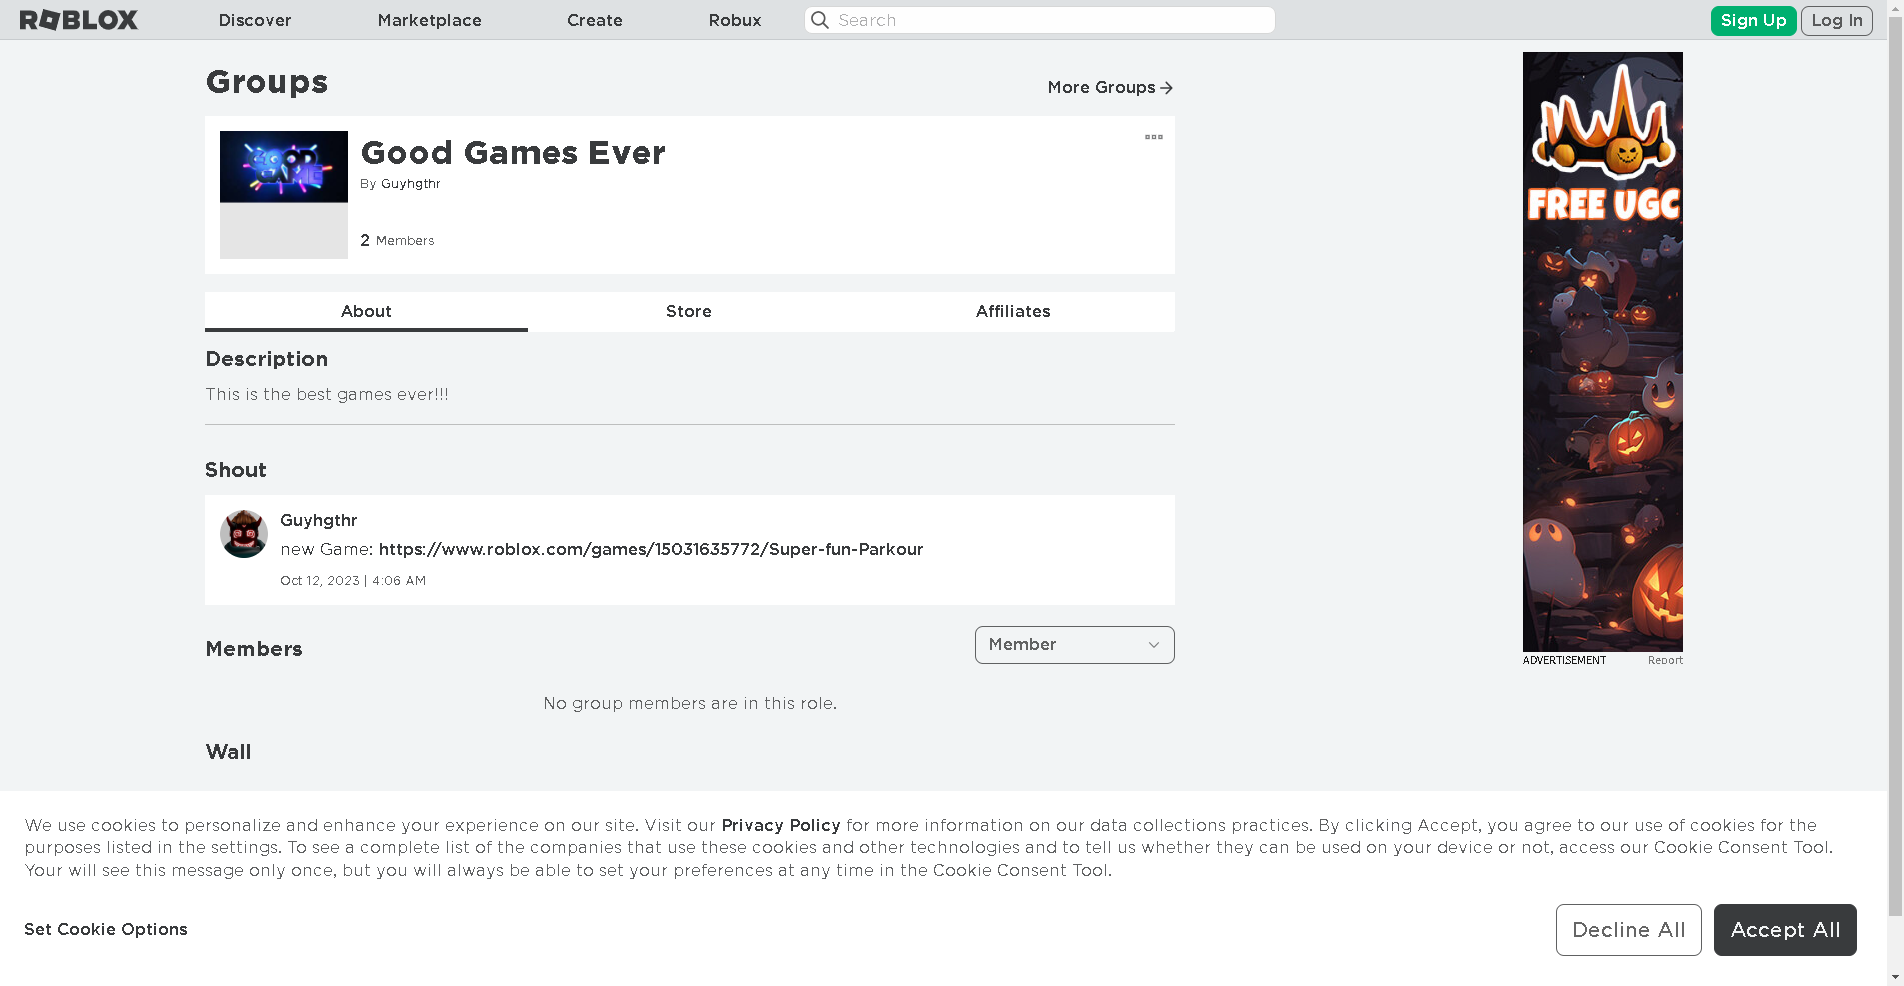 ROBLOX
Discover
Marketplace
Create
Robux
Search
Sign Up
Log In
Groups
More Groups
GOOD
GAME
Good Games Ever
By Guyhgthr
2 Members
About
Store
Affiliates
Description
This is the best games ever!!!
Shout
Guyhgthr
new Game: https://www.roblox.com/games/15031635772/Super-fun-Parkour
Oct 12, 2023 | 4:06 AM
Members
Member
No group members are in this role.
Wall
FREE UGC
ADVERTISEMENT
Report
We use cookies to personalize and enhance your experience on our site. Visit our Privacy Policy for more information on our data collections practices. By clicking Accept, you agree to our use of cookies for the
purposes listed in the settings. To see a complete list of the companies that use these cookies and other technologies and to tell us whether they can be used on your device or not, access our Cookie Consent Tool.
Your will see this message only once, but you will always be able to set your preferences at any time in the Cookie Consent Tool.
Set Cookie Options
Decline All
Accept All